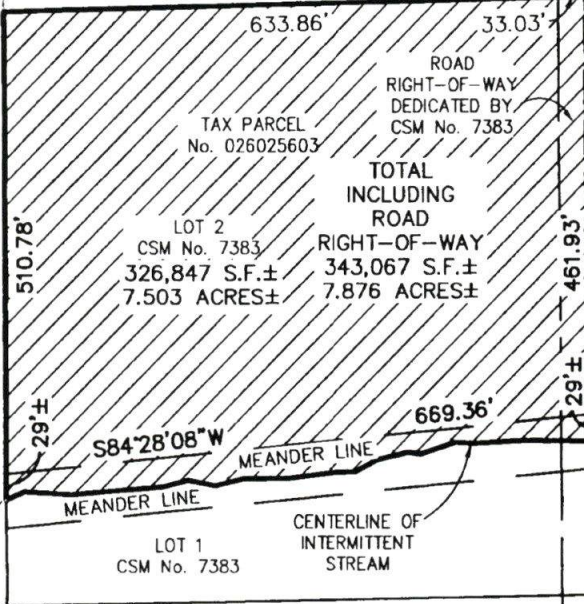 633.86' 33.03'
ROAD
RIGHT-OF-WAY
DEDICATED BY
CSM No. 7383
TAX PARCEL
No. 026025603
TOTAL
INCLUDING
ROAD
RIGHT-OF-WAY
343,067 S.F.±
7.876 ACRES±
LOT 2
CSM No. 7383
326,847 S.F.±
7.503 ACRES±
510.78'
461.93'
29'±
29'±
S84°28'08"W
669.36'
MEANDER LINE
MEANDER LINE
CENTERLINE OF
INTERMITTENT
STREAM
LOT 1
CSM No. 7383